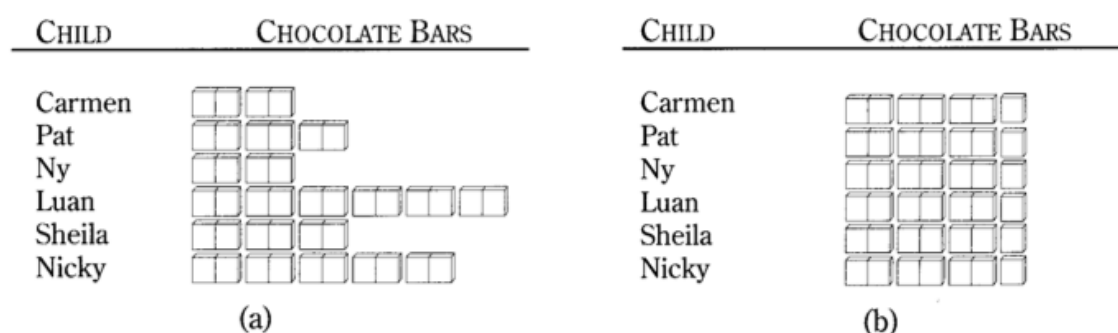 CHILD CHOCOLATE BARS
Carmen
Pat
Ny
Luan
Sheila
Nicky
(a)
CHILD CHOCOLATE BARS
Carmen
Pat
Ny
Luan
Sheila
Nicky
(b)